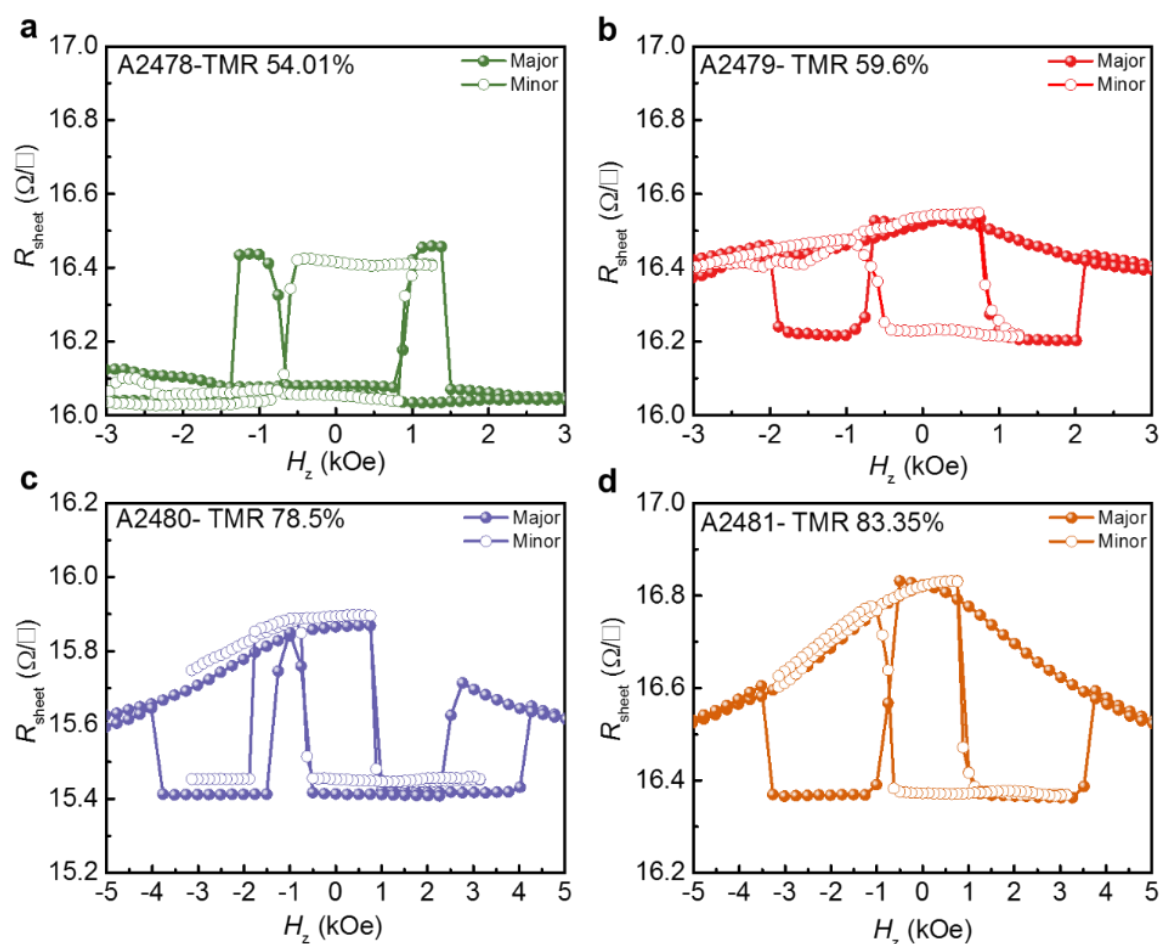 a
A2478-TMR 54.01%
Major
Minor
17.0
16.8
16.6
16.4
16.2
16.0
R_sheet (Ω/□)
-3 -2 -1 0 1 2 3
H_z (kOe)
b
A2479- TMR 59.6%
Major
Minor
17.0
16.8
16.6
16.4
16.2
16.0
R_sheet (Ω/□)
-3 -2 -1 0 1 2 3
H_z (kOe)
c
A2480- TMR 78.5%
Major
Minor
16.2
16.0
15.8
15.6
15.4
15.2
R_sheet (Ω/□)
-5 -4 -3 -2 -1 0 1 2 3 4 5
H_z (kOe)
d
A2481- TMR 83.35%
Major
Minor
17.0
16.8
16.6
16.4
16.2
R_sheet (Ω/□)
-5 -4 -3 -2 -1 0 1 2 3 4 5
H_z (kOe)